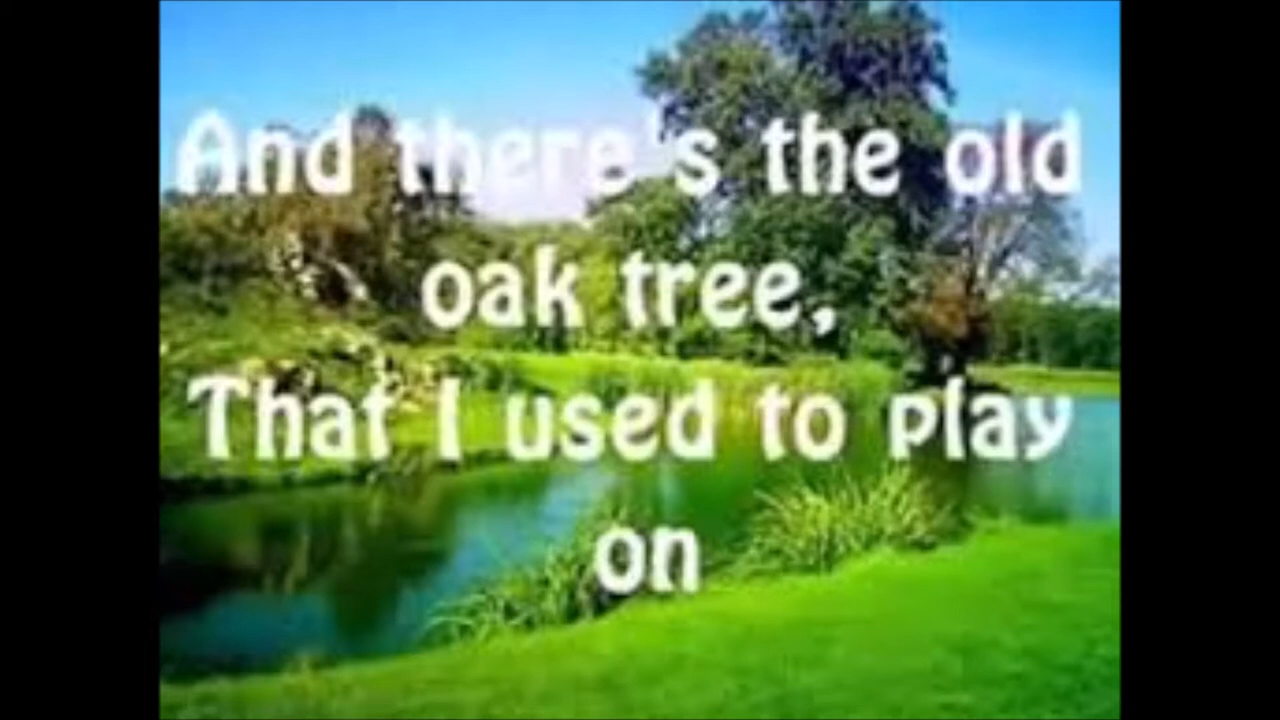 And there's the old
oak tree,
That I used to play
on